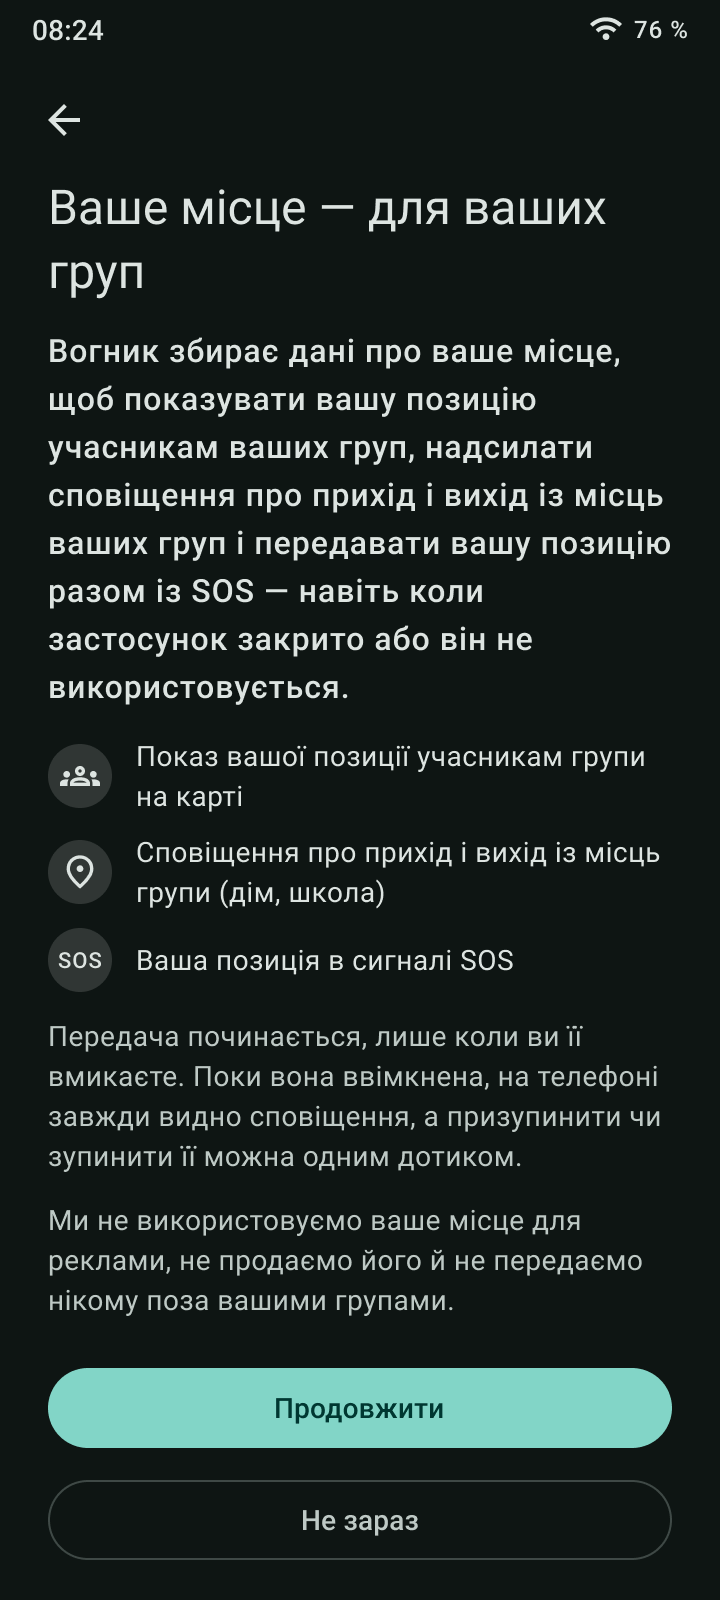 08:24
76 %
Ваше місце — для ваших
груп
Вогник збирає дані про ваше місце,
щоб показувати вашу позицію
учасникам ваших груп, надсилати
сповіщення про прихід і вихід із місць
ваших груп і передавати вашу позицію
разом із SOS — навіть коли
застосунок закрито або він не
використовується.
Показ вашої позиції учасникам групи
на карті
Сповіщення про прихід і вихід із місць
групи (дім, школа)
SOS
Ваша позиція в сигналі SOS
Передача починається, лише коли ви її
вмикаєте. Поки вона ввімкнена, на телефоні
завжди видно сповіщення, а призупинити чи
зупинити її можна одним дотиком.
Ми не використовуємо ваше місце для
реклами, не продаємо його й не передаємо
нікому поза вашими групами.
Продовжити
Не зараз